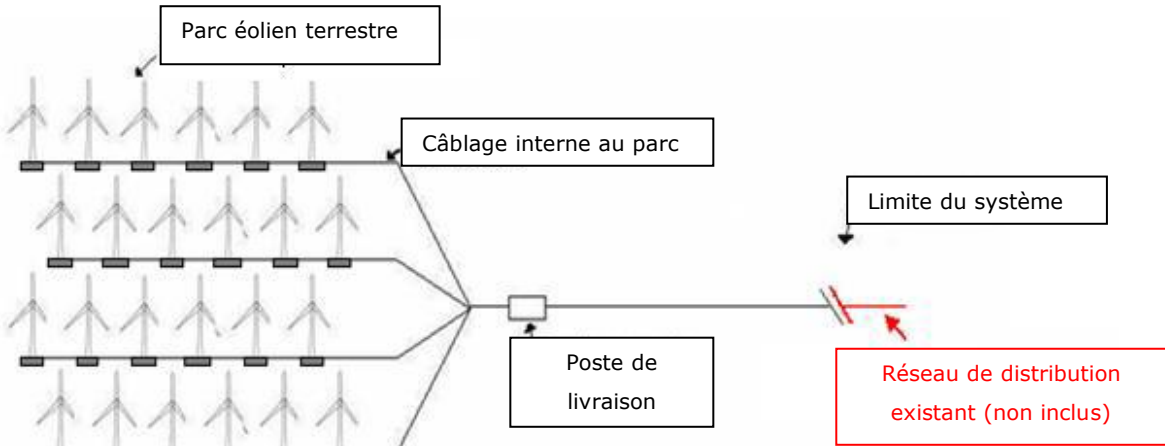 Parc éolien terrestre
Câblage interne au parc
Limite du système
Poste de
livraison
Réseau de distribution
existant (non inclus)